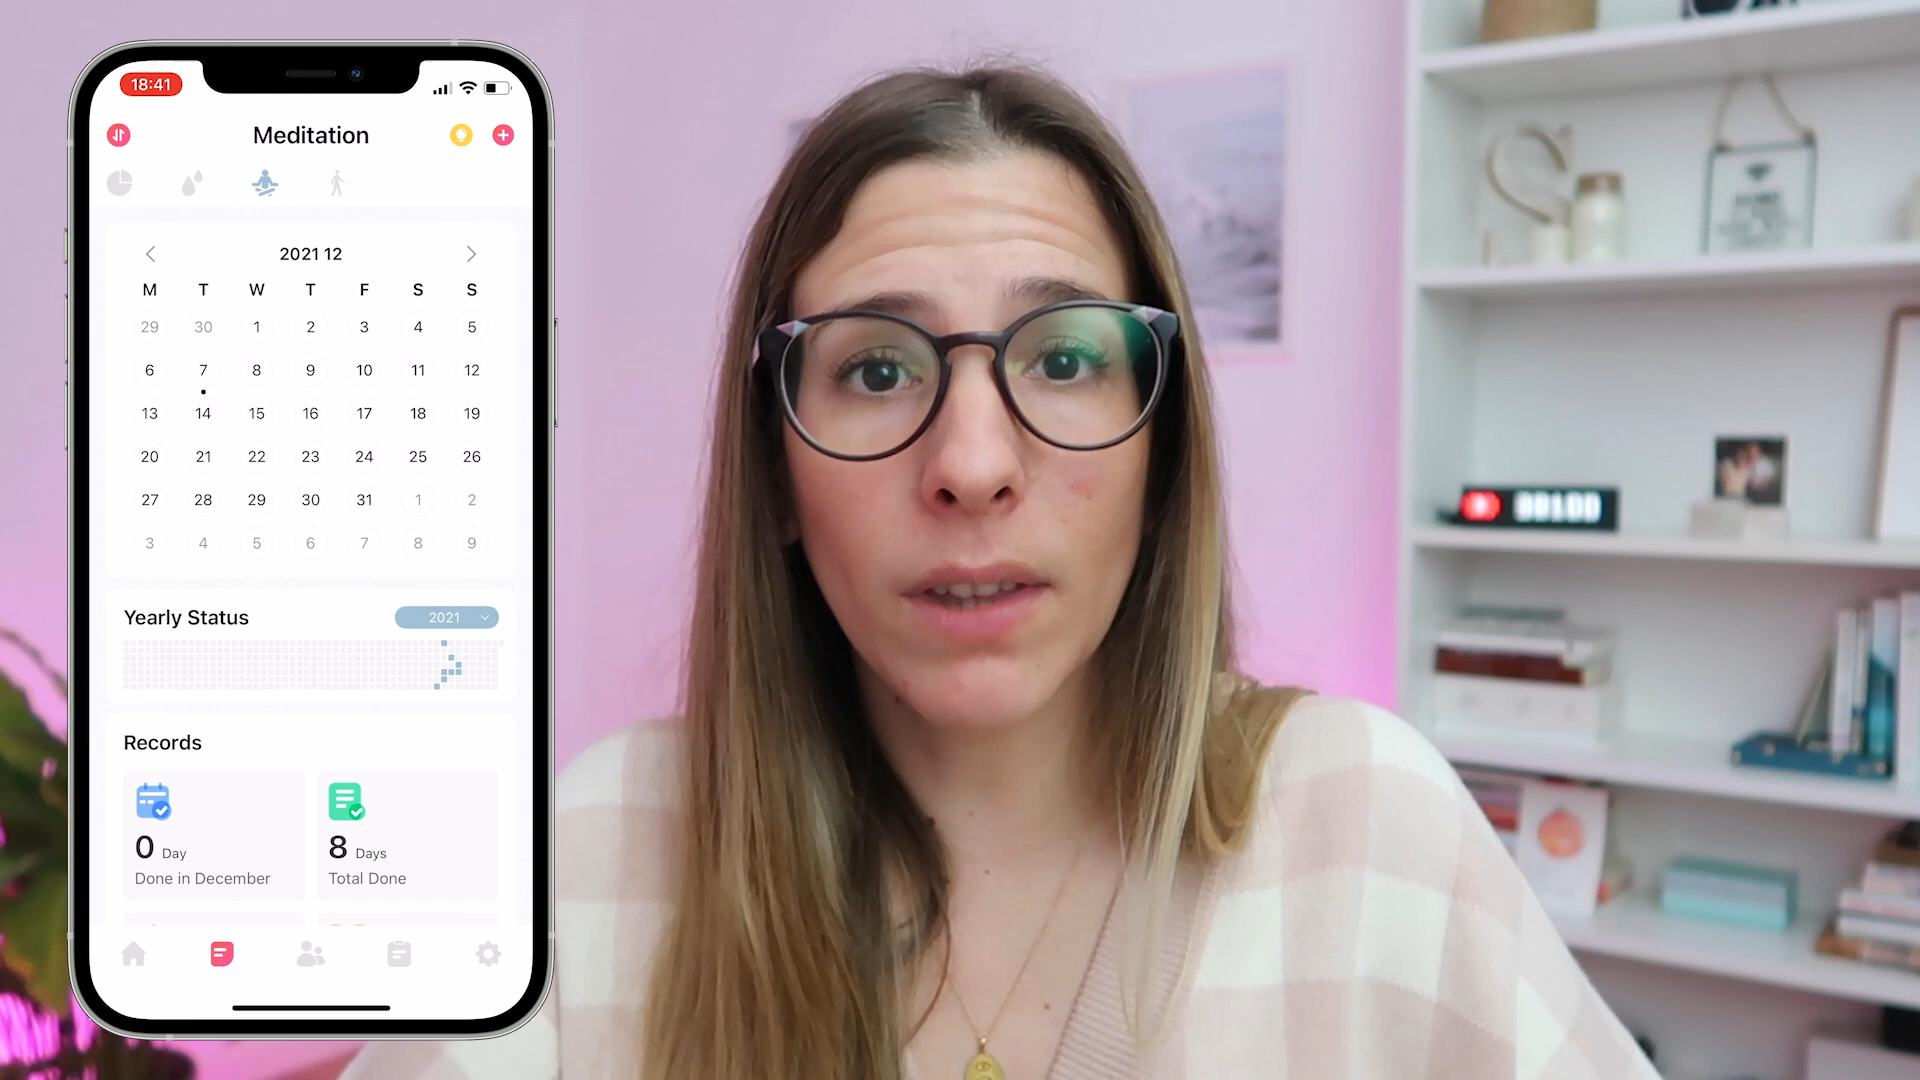 18:41
Meditation
2021 12
M T W T F S S
29 30 1 2 3 4 5
6 7 8 9 10 11 12
13 14 15 16 17 18 19
20 21 22 23 24 25 26
27 28 29 30 31 1 2
3 4 5 6 7 8 9
Yearly Status 2021
Records
0 Day
Done in December
8 Days
Total Done